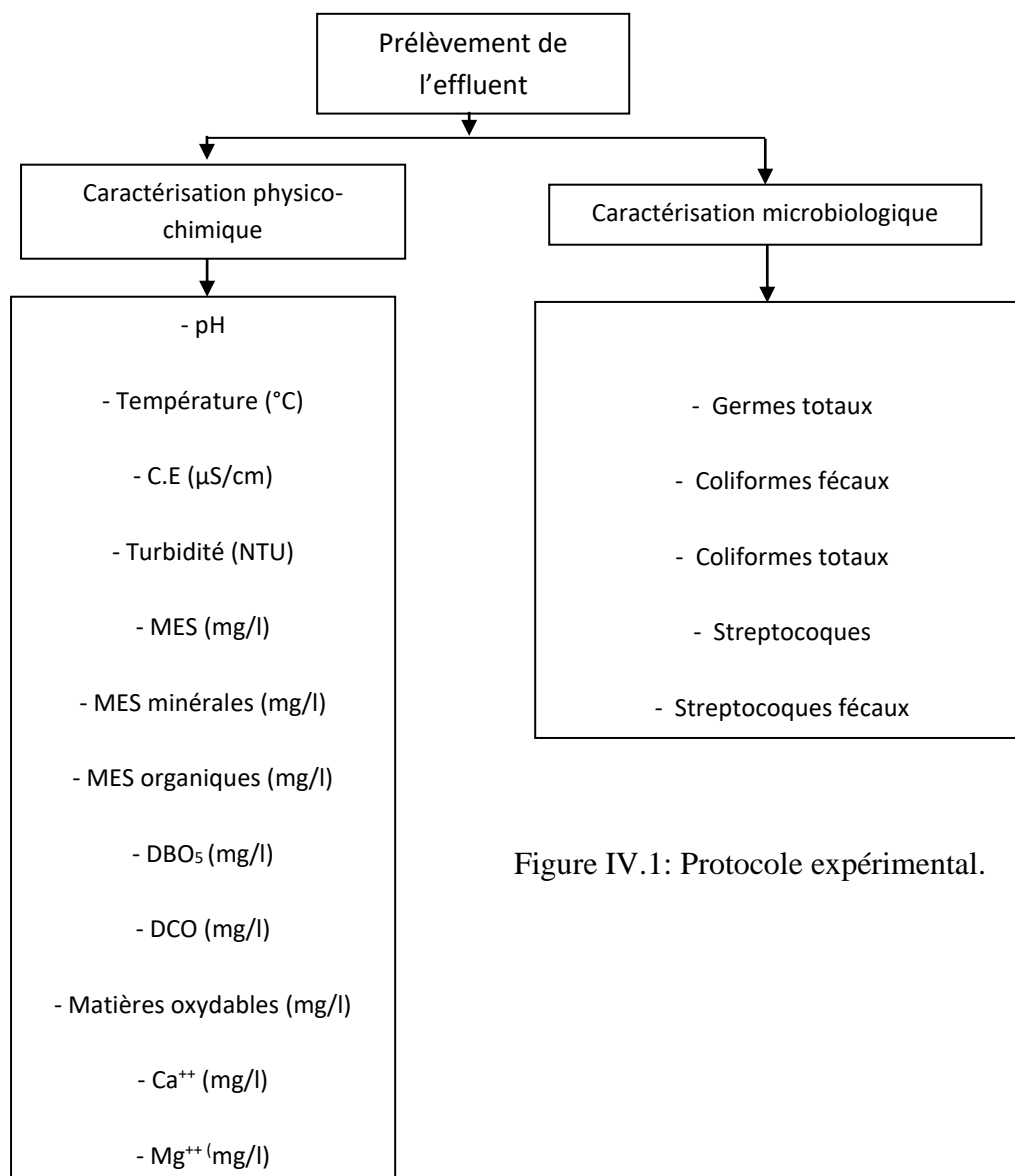 Prélèvement de
l’effluent
Caractérisation physico-
chimique
Caractérisation microbiologique
- pH
- Température (°C)
- C.E (µS/cm)
- Turbidité (NTU)
- MES (mg/l)
- MES minérales (mg/l)
- MES organiques (mg/l)
- DBO₅ (mg/l)
- DCO (mg/l)
- Matières oxydables (mg/l)
- Ca⁺⁺ (mg/l)
- Mg⁺⁺ ⁽mg/l)
- Germes totaux
- Coliformes fécaux
- Coliformes totaux
- Streptocoques
- Streptocoques fécaux
Figure IV.1: Protocole expérimental.